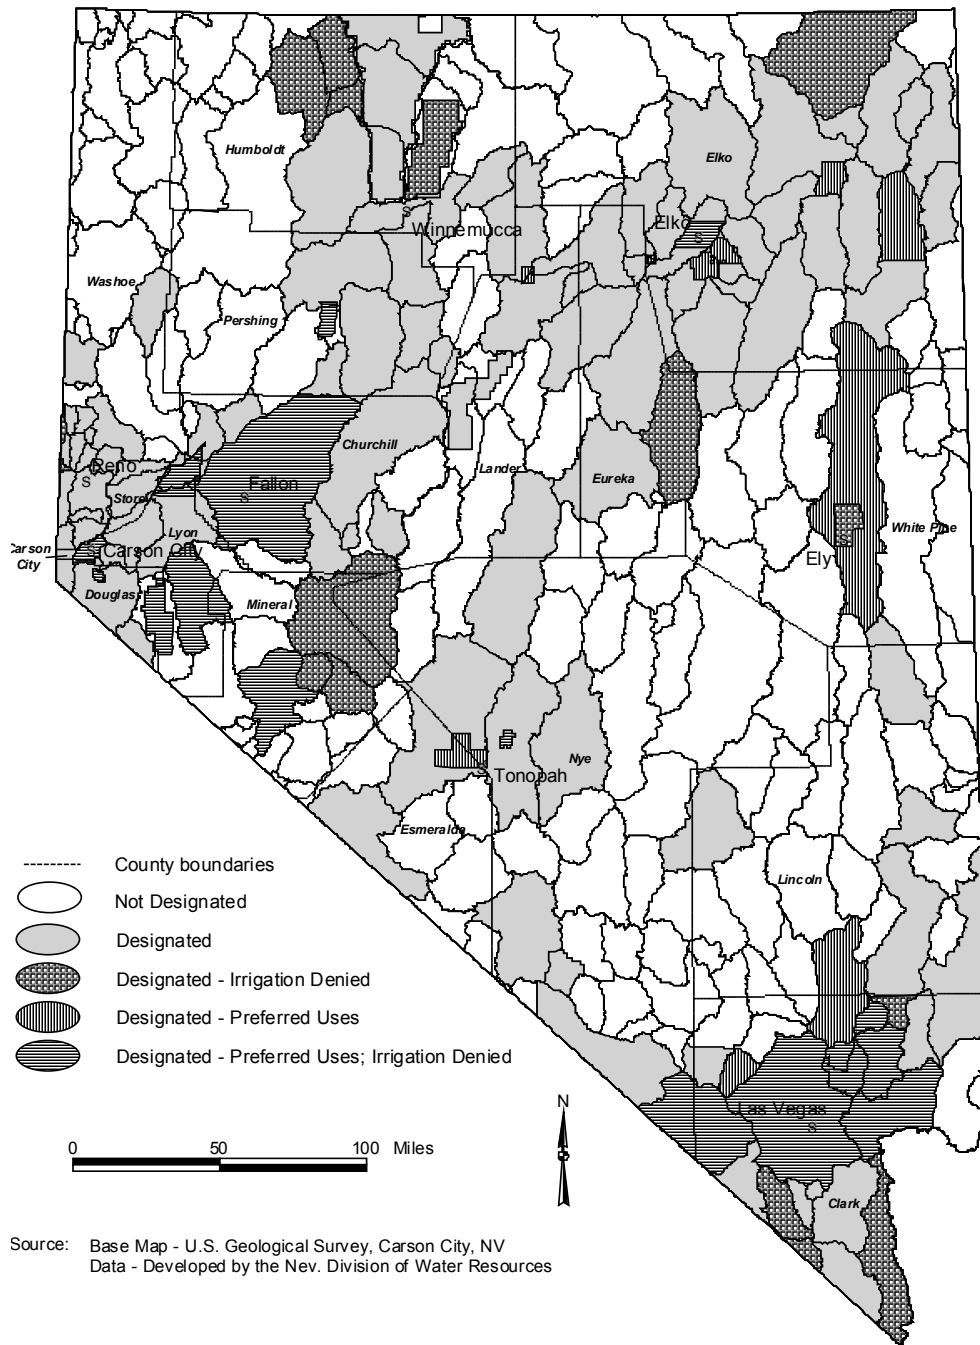 Humboldt
Elko
S
Winnemucca
Elko
S
Washoe
Pershing
Churchill
Reno
S
Storey
Fallon
S
Lander
Eureka
White Pine
Lyon
Carson
City
S
Carson City
S
Ely
Douglas
Mineral
Nye
S
Tonopah
Esmeralda
Lincoln
County boundaries
Not Designated
Designated
Designated - Irrigation Denied
Designated - Preferred Uses
Designated - Preferred Uses; Irrigation Denied
Las Vegas
S
N
0 50 100 Miles
Clark
Source: Base Map - U.S. Geological Survey, Carson City, NV
Data - Developed by the Nev. Division of Water Resources